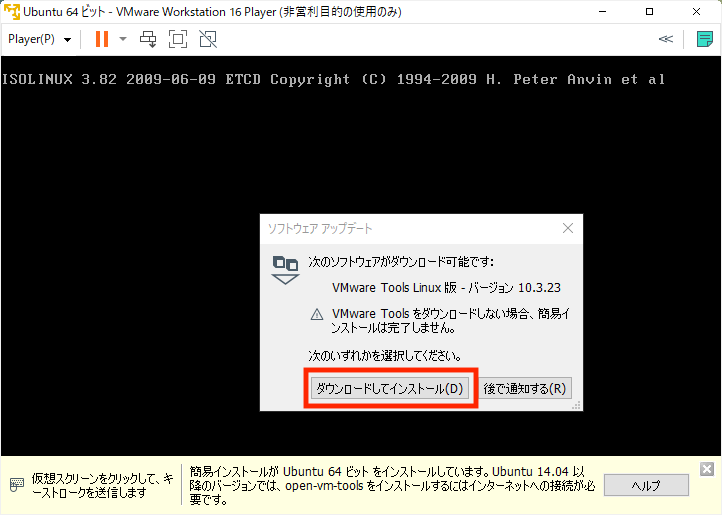 Ubuntu 64 ビット - VMware Workstation 16 Player (非営利目的の使用のみ)
Player(P)
ISOLINUX 3.82 2009-06-09 ETCD Copyright (C) 1994-2009 H. Peter Anvin et al
ソフトウェア アップデート
次のソフトウェアがダウンロード可能です:
VMware Tools Linux 版 - バージョン 10.3.23
VMware Tools をダウンロードしない場合、簡易イ
ンストールは完了しません。
次のいずれかを選択してください。
ダウンロードしてインストール(D)
後で通知する(R)
仮想スクリーンをクリックして、キ
ーストロークを送信します
簡易インストールが Ubuntu 64 ビット をインストールしています。Ubuntu 14.04 以
降のバージョンでは、open-vm-tools をインストールするにはインターネットへの接続が必
要です。
ヘルプ